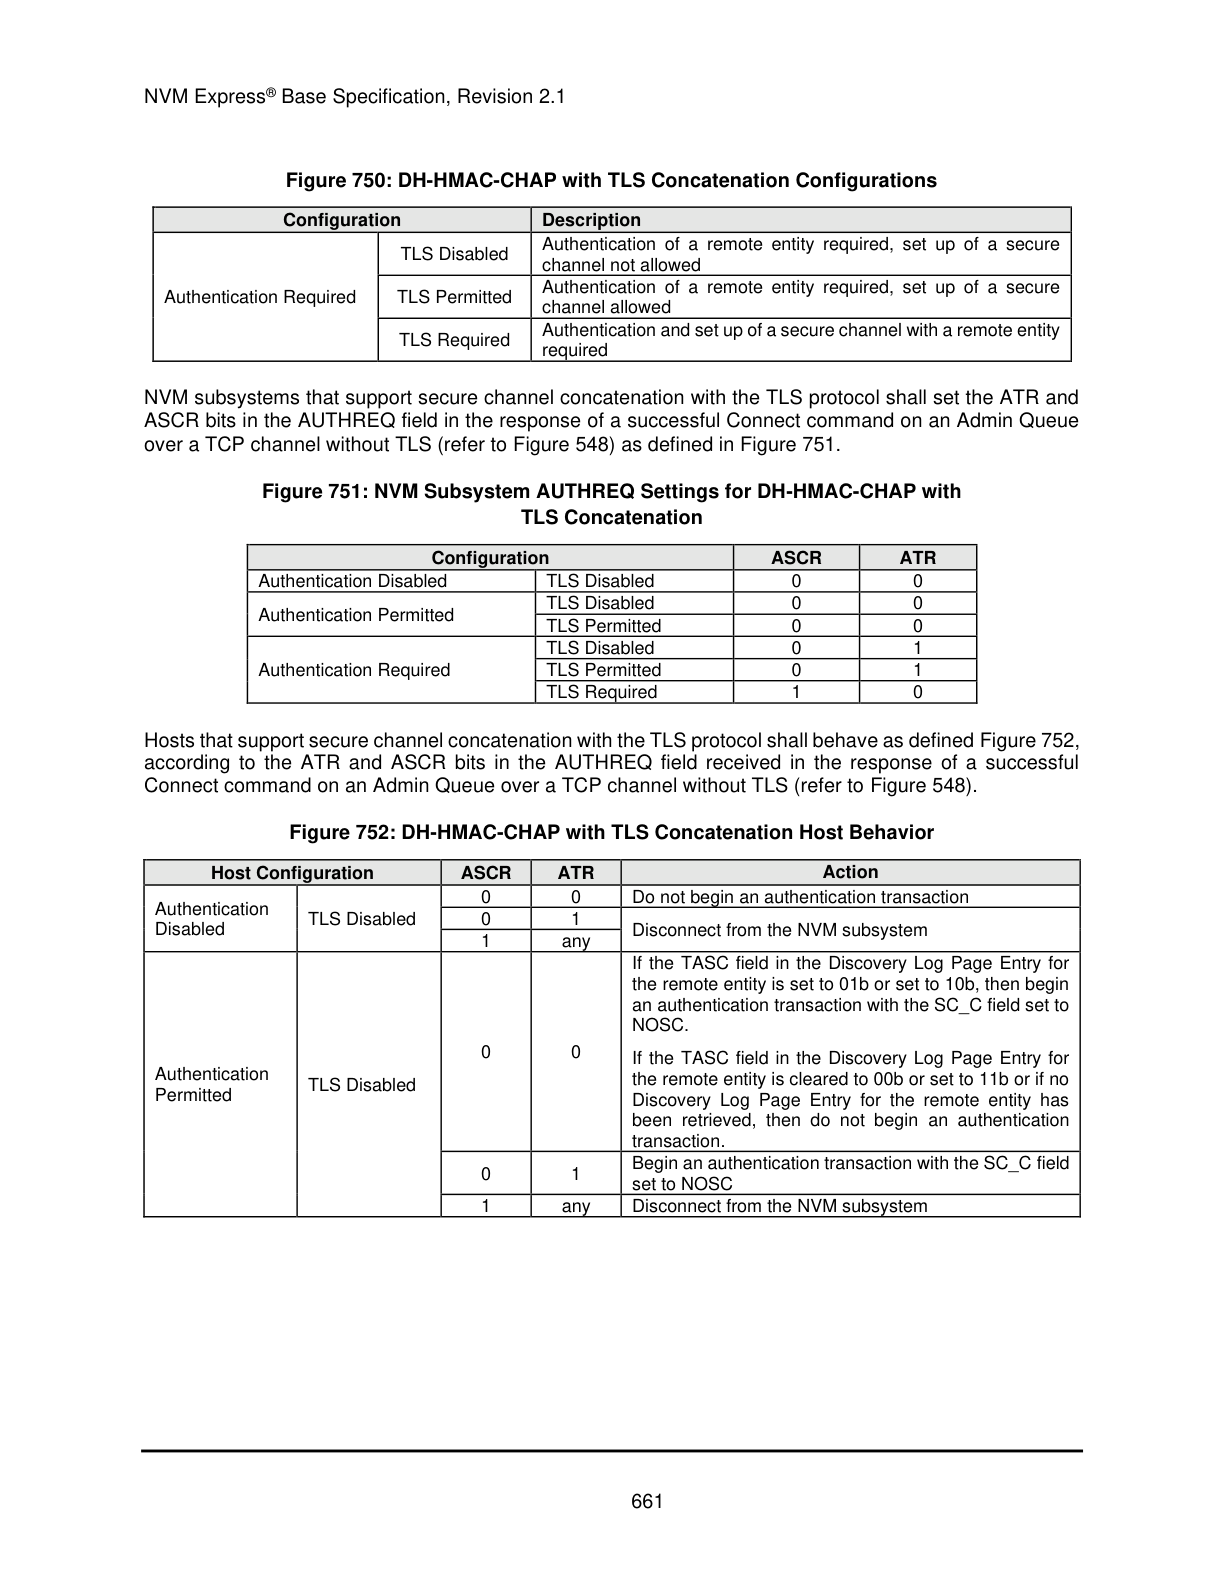 NVM Express® Base Specification, Revision 2.1
Figure 750: DH-HMAC-CHAP with TLS Concatenation Configurations
Configuration Description
Authentication Required
TLS Disabled
Authentication of a remote entity required, set up of a secure
channel not allowed
TLS Permitted
Authentication of a remote entity required, set up of a secure
channel allowed
TLS Required
Authentication and set up of a secure channel with a remote entity
required
NVM subsystems that support secure channel concatenation with the TLS protocol shall set the ATR and
ASCR bits in the AUTHREQ field in the response of a successful Connect command on an Admin Queue
over a TCP channel without TLS (refer to Figure 548) as defined in Figure 751.
Figure 751: NVM Subsystem AUTHREQ Settings for DH-HMAC-CHAP with
TLS Concatenation
Configuration ASCR ATR
Authentication Disabled TLS Disabled 0 0
Authentication Permitted
TLS Disabled 0 0
TLS Permitted 0 0
Authentication Required
TLS Disabled 0 1
TLS Permitted 0 1
TLS Required 1 0
Hosts that support secure channel concatenation with the TLS protocol shall behave as defined Figure 752,
according to the ATR and ASCR bits in the AUTHREQ field received in the response of a successful
Connect command on an Admin Queue over a TCP channel without TLS (refer to Figure 548).
Figure 752: DH-HMAC-CHAP with TLS Concatenation Host Behavior
Host Configuration ASCR ATR Action
Authentication
Disabled
TLS Disabled
0 0 Do not begin an authentication transaction
0 1
Disconnect from the NVM subsystem
1 any
Authentication
Permitted
TLS Disabled
0 0
If the TASC field in the Discovery Log Page Entry for
the remote entity is set to 01b or set to 10b, then begin
an authentication transaction with the SC_C field set to
NOSC.
If the TASC field in the Discovery Log Page Entry for
the remote entity is cleared to 00b or set to 11b or if no
Discovery Log Page Entry for the remote entity has
been retrieved, then do not begin an authentication
transaction.
0 1
Begin an authentication transaction with the SC_C field
set to NOSC
1 any Disconnect from the NVM subsystem
661